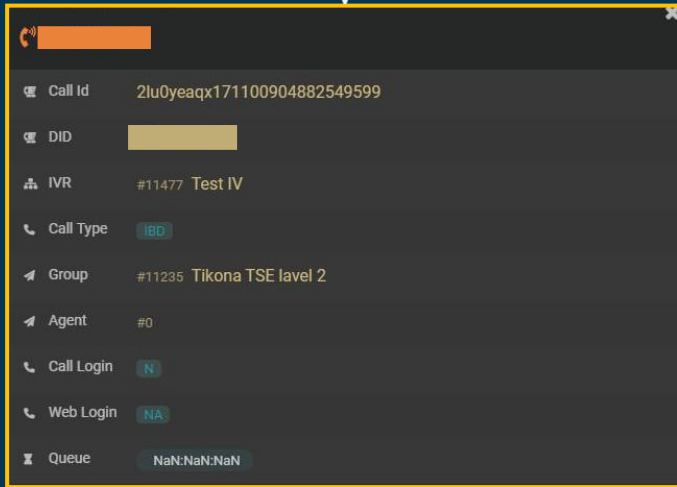 Call Id 2lu0yeaqx171100904882549599
DID
IVR #11477 Test IV
Call Type IBD
Group #11235 Tikona TSE lavel 2
Agent #0
Call Login N
Web Login NA
Queue NaN:NaN:NaN